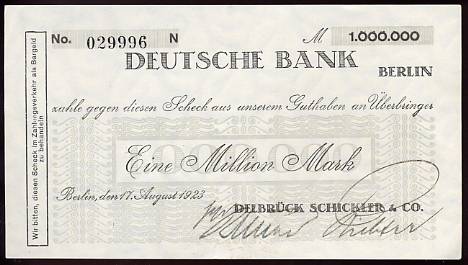 No. 029996 N M 1.000.000
DEUTSCHE BANK
BERLIN
zahle gegen diesen Scheck aus unserem Guthaben an Überbringer
Eine Million Mark
Berlin, den 17. August 1923
DELBRÜCK SCHICKLER & CO.
Wir bitten, diesen Scheck im Zahlungsverkehr als Bargeld
zu behandeln